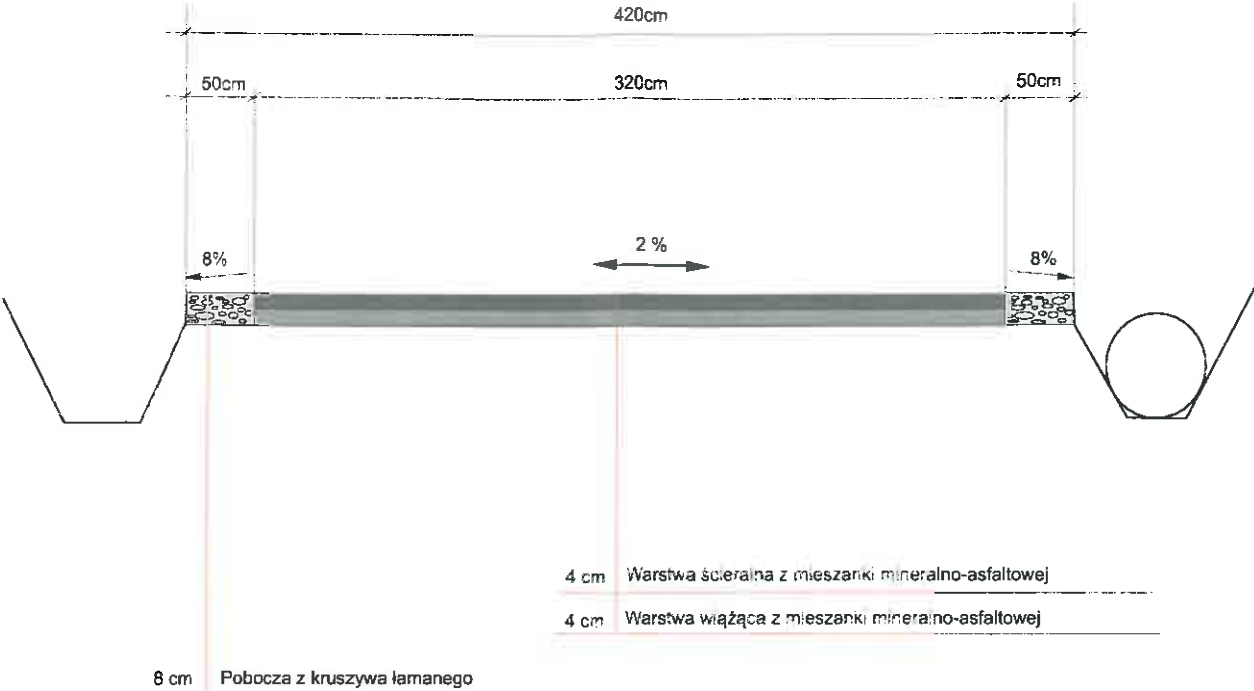 420cm
50cm 320cm 50cm
8% 2 % 8%
4 cm Warstwa ścieralna z mieszanki mineralno-asfaltowej
4 cm Warstwa wiążąca z mieszanki mineralno-asfaltowej
8 cm Pobocza z kruszywa łamanego